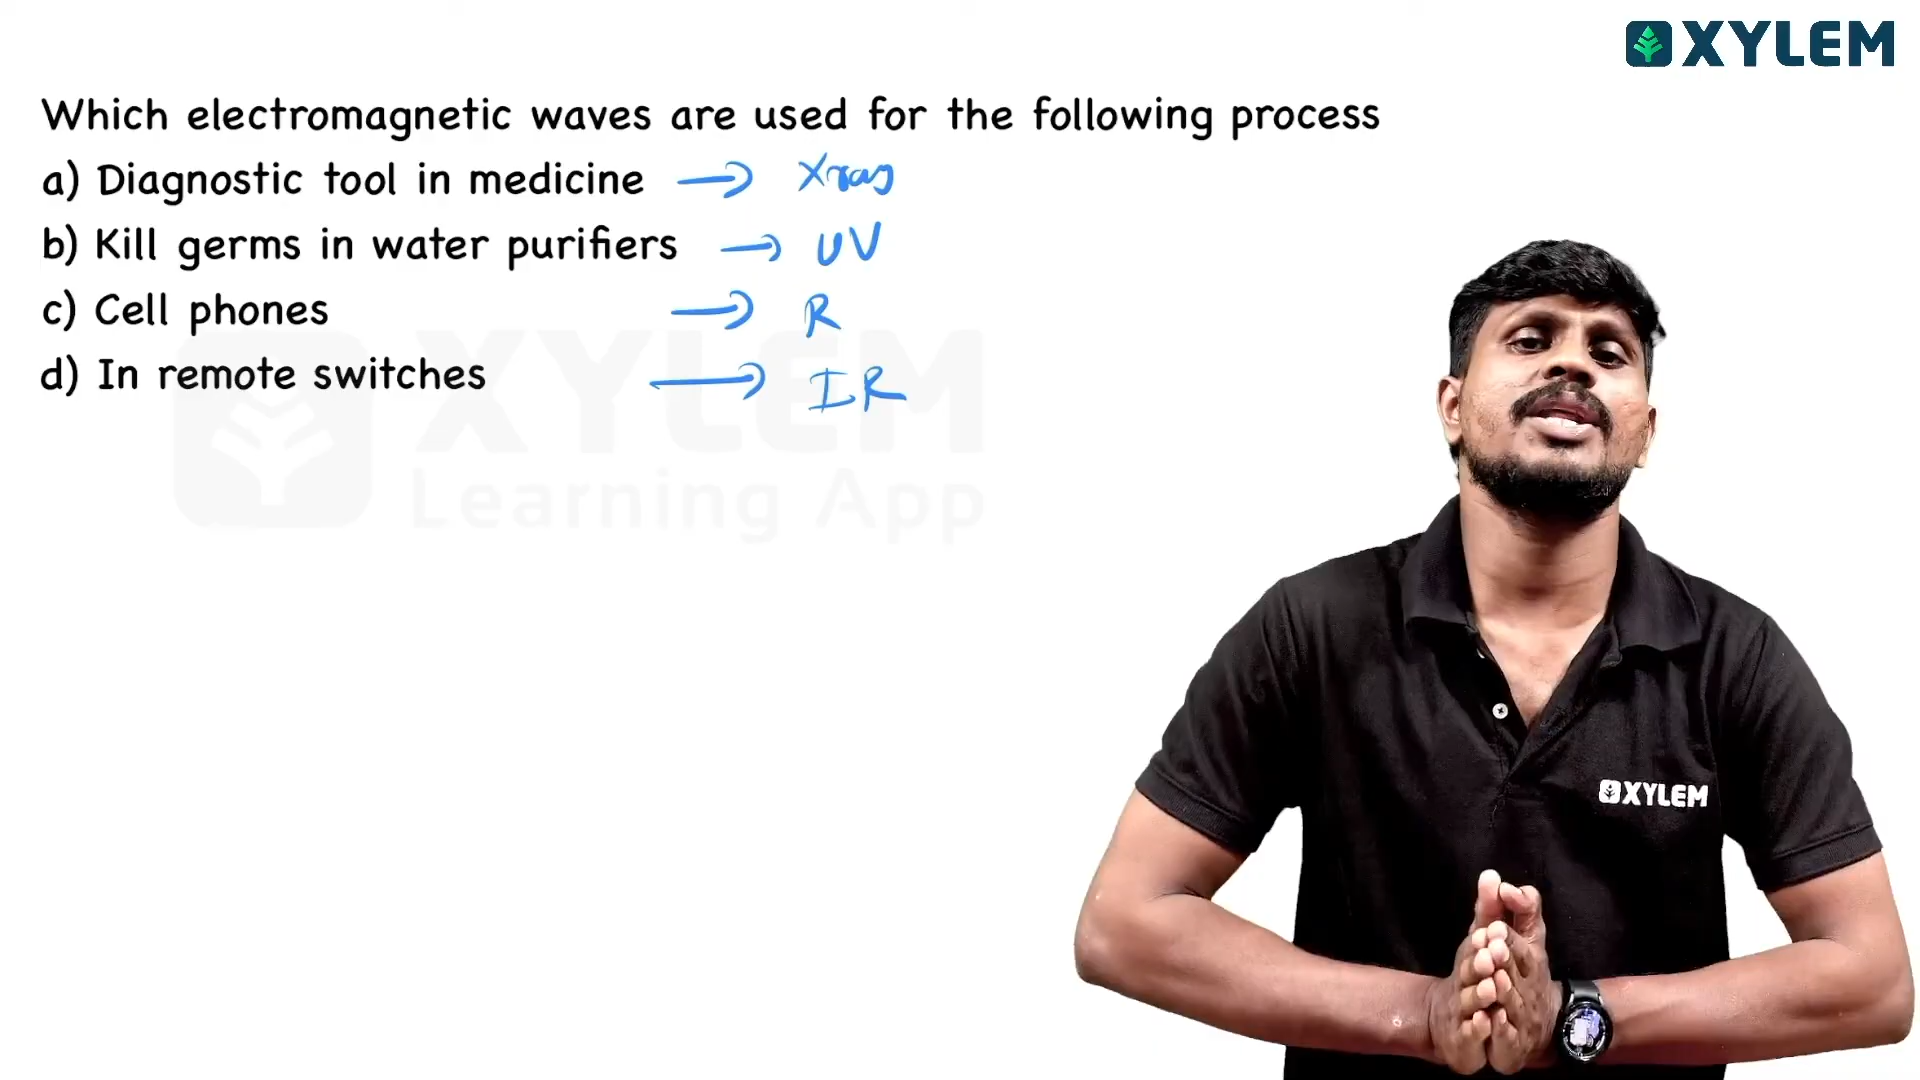 XYLEM
Which electromagnetic waves are used for the following process
a) Diagnostic tool in medicine → Xray
b) Kill germs in water purifiers → UV
c) Cell phones → R
d) In remote switches → IR
XYLEM
Learning App
XYLEM